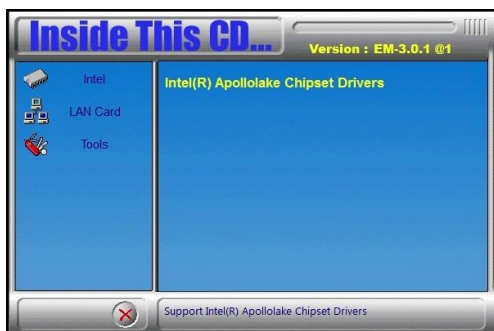 Inside This CD...
Version : EM-3.0.1 @1
Intel
LAN Card
Tools
Intel(R) Apollolake Chipset Drivers
Support Intel(R) Apollolake Chipset Drivers